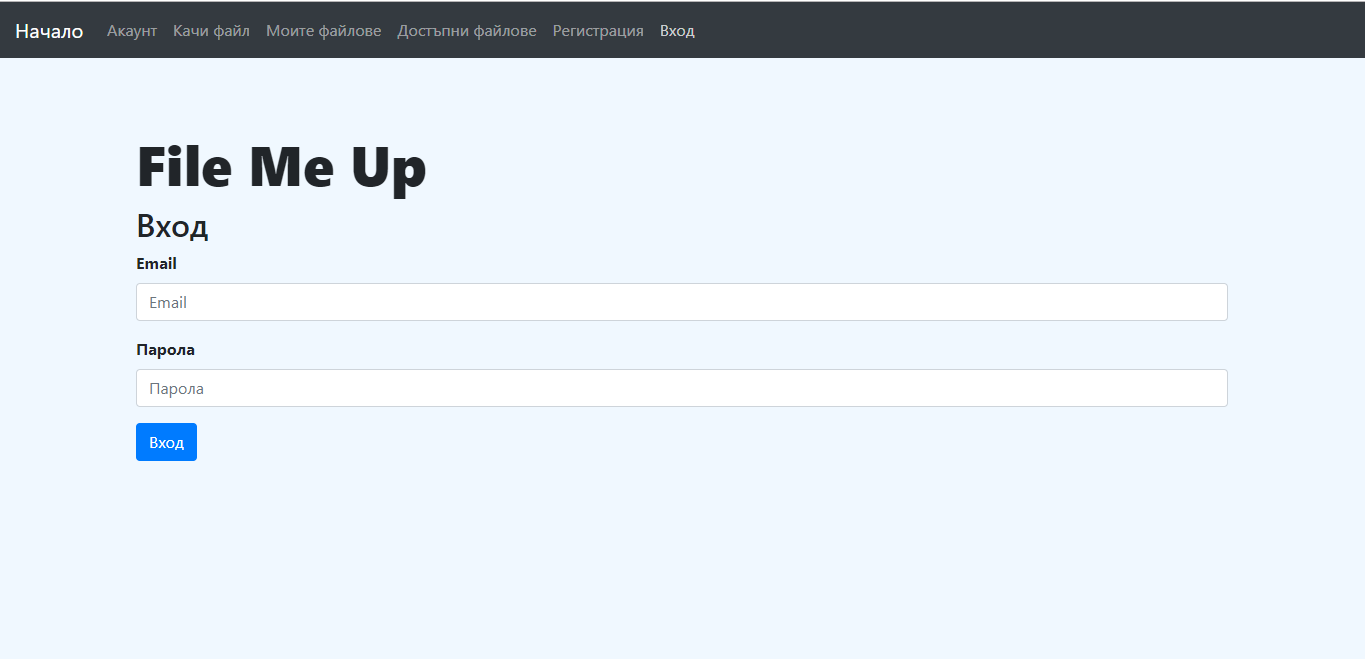 Начало Акаунт Качи файл Моите файлове Достъпни файлове Регистрация Вход
File Me Up
Вход
Email
Email
Парола
Парола
Вход